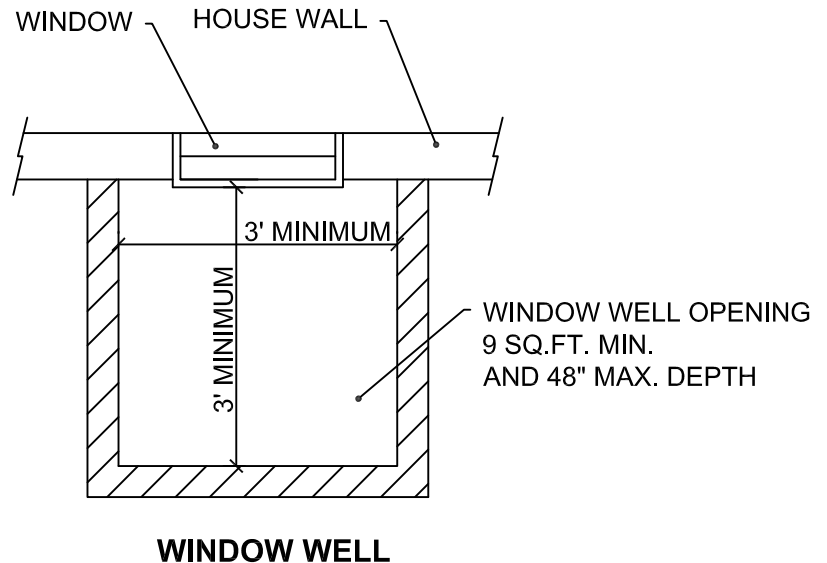 WINDOW
HOUSE WALL
3' MINIMUM
3' MINIMUM
WINDOW WELL OPENING
9 SQ.FT. MIN.
AND 48" MAX. DEPTH
WINDOW WELL